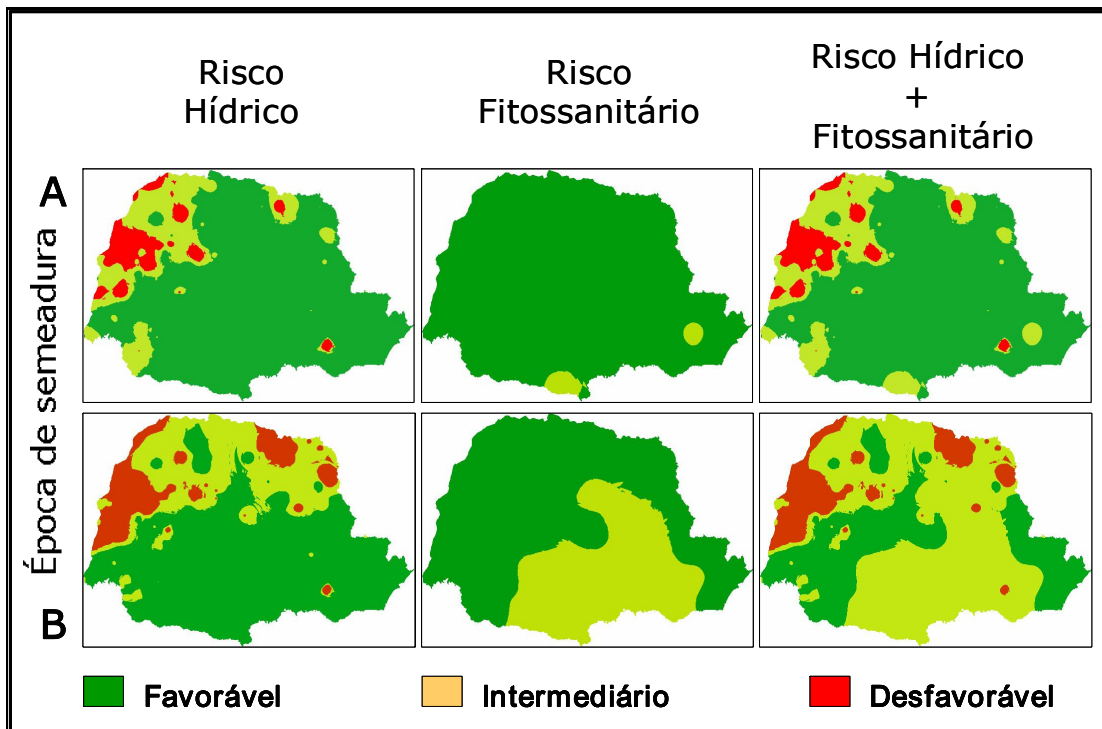 Risco
Hídrico
Risco
Fitossanitário
Risco Hídrico
+
Fitossanitário
A
Época de semeadura
B
Favorável
Intermediário
Desfavorável